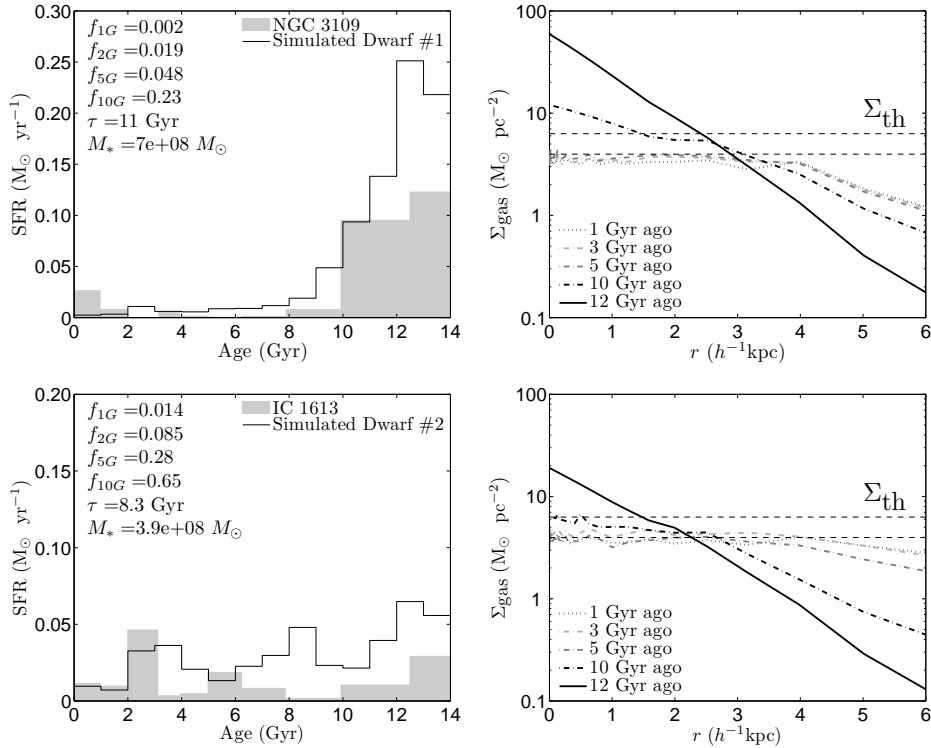 f1G =0.002
f2G =0.019
f5G =0.048
f10G =0.23
τ =11 Gyr
M* =7e+08 M⊙
NGC 3109
Simulated Dwarf #1
0.30
0.25
0.20
0.15
0.10
0.05
0
SFR (M⊙ yr−1)
0 2 4 6 8 10 12 14
Age (Gyr)
100
10
1
0.1
Σgas (M⊙ pc−2)
Σth
1 Gyr ago
3 Gyr ago
5 Gyr ago
10 Gyr ago
12 Gyr ago
0 1 2 3 4 5 6
r (h−1kpc)
f1G =0.014
f2G =0.085
f5G =0.28
f10G =0.65
τ =8.3 Gyr
M* =3.9e+08 M⊙
IC 1613
Simulated Dwarf #2
0.20
0.15
0.10
0.05
0
SFR (M⊙ yr−1)
0 2 4 6 8 10 12 14
Age (Gyr)
100
10
1
0.1
Σgas (M⊙ pc−2)
Σth
1 Gyr ago
3 Gyr ago
5 Gyr ago
10 Gyr ago
12 Gyr ago
0 1 2 3 4 5 6
r (h−1kpc)